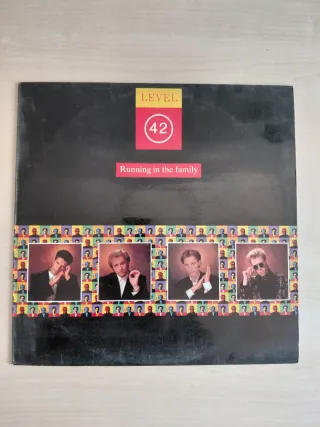 LEVEL
42
Running in the family